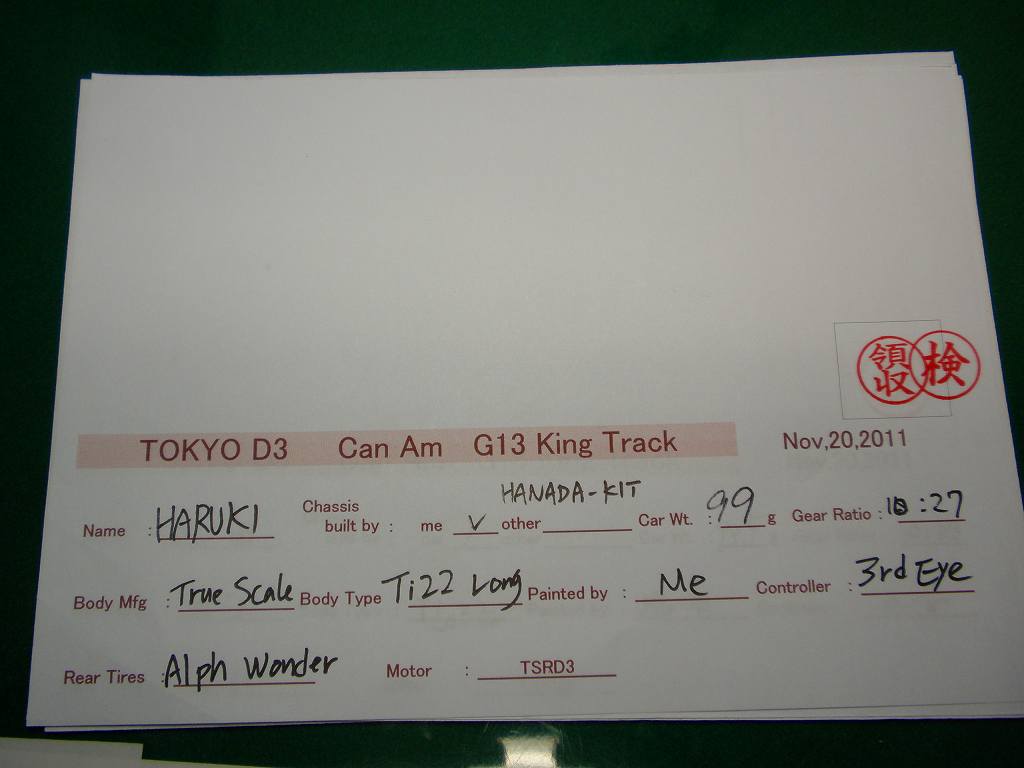 領収 検
TOKYO D3 Can Am G13 King Track Nov,20,2011
HANADA-KIT
Name : HARUKI Chassis built by : me V other Car Wt. : 99 g Gear Ratio : :27
Body Mfg : True Scale Body Type Ti22 Long Painted by : Me Controller : 3rd Eye
Rear Tires : Alph Wonder Motor : TSRD3